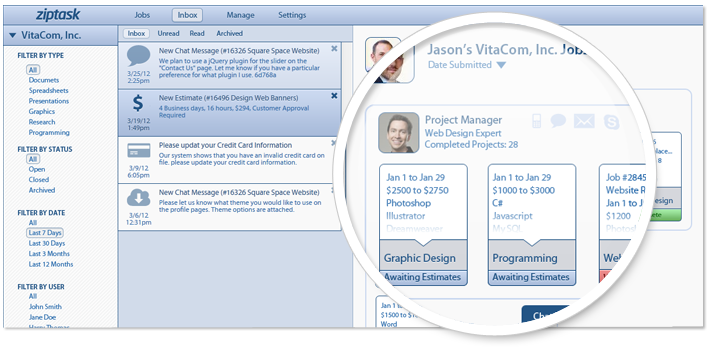 ziptask
Jobs Inbox Manage Settings
VitaCom, Inc.
Inbox Unread Read Archived
FILTER BY TYPE
All
Documets
Spreadsheets
Presentations
Graphics
Research
Programming
FILTER BY STATUS
All
Open
Closed
Archived
FILTER BY DATE
All
Last 7 Days
Last 30 Days
Last 3 Months
Last 12 Months
FILTER BY USER
All
John Smith
Jane Doe
Harry Thomas
New Chat Message (#16326 Square Space Website)
We plan to use a jQuery plugin for the slider on the
"Contact Us" page. Let me know if you have a particular
preference for what plugin I use. 6d768a
3/25/12
2:25pm
New Estimate (#16496 Design Web Banners)
4 Business days, 16 hours, $294, Customer Approval
Required
3/19/12
1:49pm
Please updat your Credit Card Information
Our system shows that you have an invalid credit card on
file. please update your credit card information.
3/9/12
6:05pm
New Chat Message (#16326 Square Space Website)
Please let us know what theme you would like to use on
the profile pages. Theme options are attached.
3/6/12
12:31pm
Jason's VitaCom, Inc. Jobs
Date Submitted
Project Manager
Web Design Expert
Completed Projects: 28
Jan 1 to Jan 29
$2500 to $2750
Photoshop
Illustrator
Dreamweaver
Graphic Design
Awaiting Estimates
Jan 1 to Jan 29
$1000 to $3000
C#
Javascript
MySQL
Programming
Awaiting Estimates
Job #2845
Website R
Jan 1 to J
$1200
Photosh
Web
place...
esign
ete
Jan 1 to
$1500 to $
Word
Ch